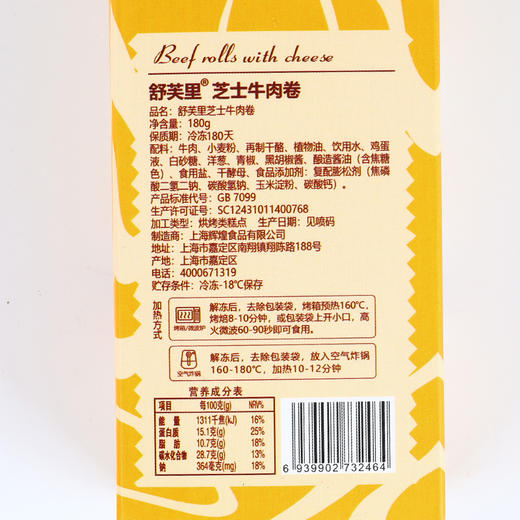 Beef rolls with cheese
舒芙里®芝士牛肉卷
品名：舒芙里芝士牛肉卷
净含量：180g
保质期：冷冻180天
配料：牛肉、小麦粉、再制干酪、植物油、饮用水、鸡蛋
液、白砂糖、洋葱、青椒、黑胡椒酱、酿造酱油（含焦糖
色）、食用盐、干酵母、食品添加剂：复配膨松剂（焦磷
酸二氢二钠、碳酸氢钠、玉米淀粉、碳酸钙）。
产品标准代号：GB 7099
生产许可证号：SC12431011400768
加工类型：烘烤类糕点 生产日期：见喷码
制造商：上海辉煌食品有限公司
地址：上海市嘉定区南翔镇翔陈路188号
产地：上海市嘉定区
电话：4000671319
贮存条件：冷冻-18℃保存
加热方式
烤箱/微波炉
解冻后，去除包装袋，烤箱预热160℃，
烤焙8-10分钟，或包装袋上开小口，高
火微波60-90秒即可食用。
空气炸锅
解冻后，去除包装袋，放入空气炸锅
160-180℃，加热10-12分钟
营养成分表
项目 每100克(g) NRV%
能 量 1311千焦(kJ) 16%
蛋白质 15.1克(g) 25%
脂 肪 10.7克(g) 18%
碳水化合物 28.7克(g) 13%
钠 364毫克(mg) 18%
6 939902 732464